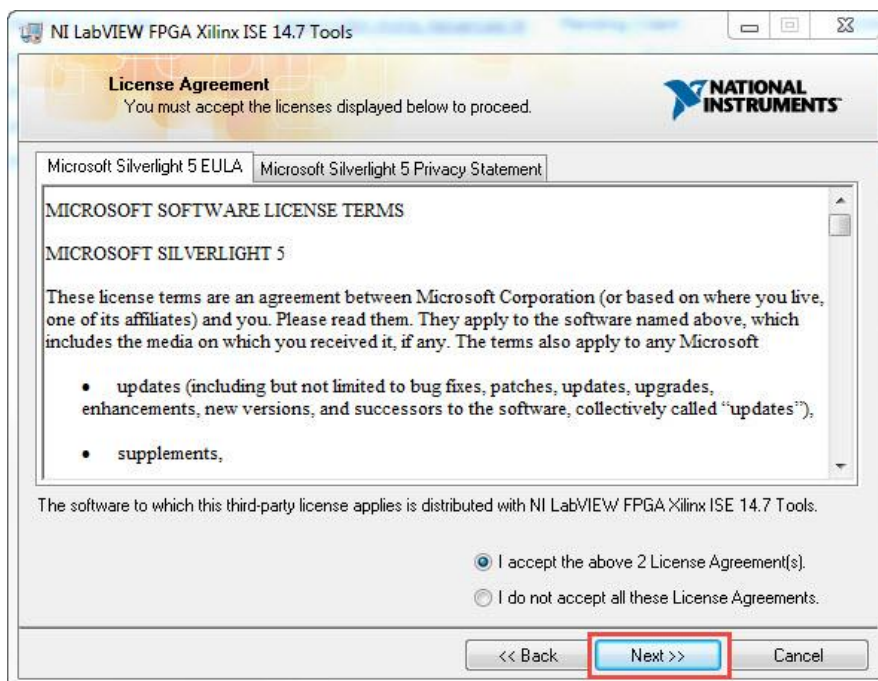 NI LabVIEW FPGA Xilinx ISE 14.7 Tools
License Agreement
You must accept the licenses displayed below to proceed.
NATIONAL
INSTRUMENTS
Microsoft Silverlight 5 EULA
Microsoft Silverlight 5 Privacy Statement
MICROSOFT SOFTWARE LICENSE TERMS
MICROSOFT SILVERLIGHT 5
These license terms are an agreement between Microsoft Corporation (or based on where you live,
one of its affiliates) and you. Please read them. They apply to the software named above, which
includes the media on which you received it, if any. The terms also apply to any Microsoft
• updates (including but not limited to bug fixes, patches, updates, upgrades,
enhancements, new versions, and successors to the software, collectively called “updates”),
• supplements,
The software to which this third-party license applies is distributed with NI LabVIEW FPGA Xilinx ISE 14.7 Tools.
I accept the above 2 License Agreement(s).
I do not accept all these License Agreements.
<< Back
Next >>
Cancel